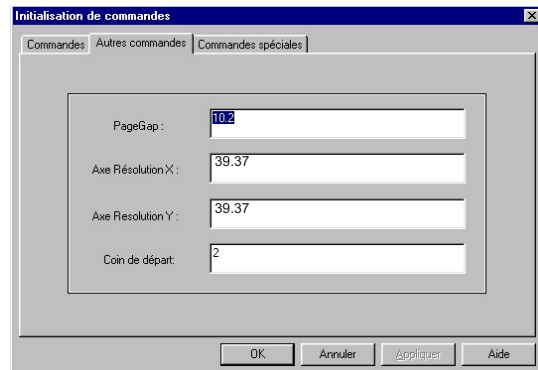 Initialisation de commandes
Commandes Autres commandes Commandes spéciales
PageGap : 10.2
Axe Résolution X : 39.37
Axe Resolution Y : 39.37
Coin de départ: 2
OK Annuler Appliquer Aide